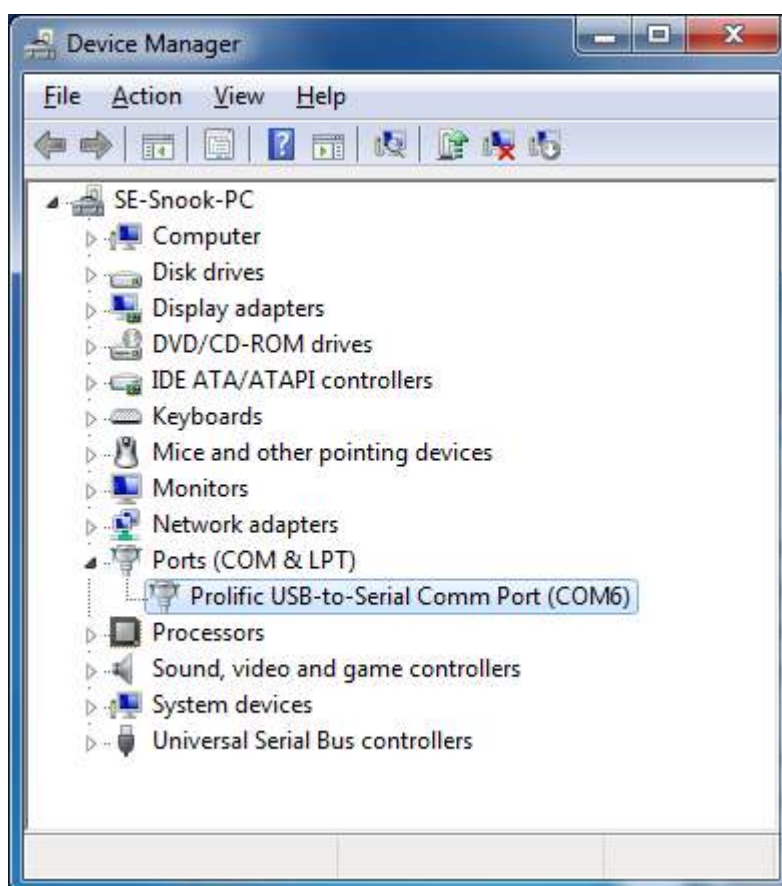 Device Manager
File Action View Help
SE-Snook-PC
Computer
Disk drives
Display adapters
DVD/CD-ROM drives
IDE ATA/ATAPI controllers
Keyboards
Mice and other pointing devices
Monitors
Network adapters
Ports (COM & LPT)
Prolific USB-to-Serial Comm Port (COM6)
Processors
Sound, video and game controllers
System devices
Universal Serial Bus controllers